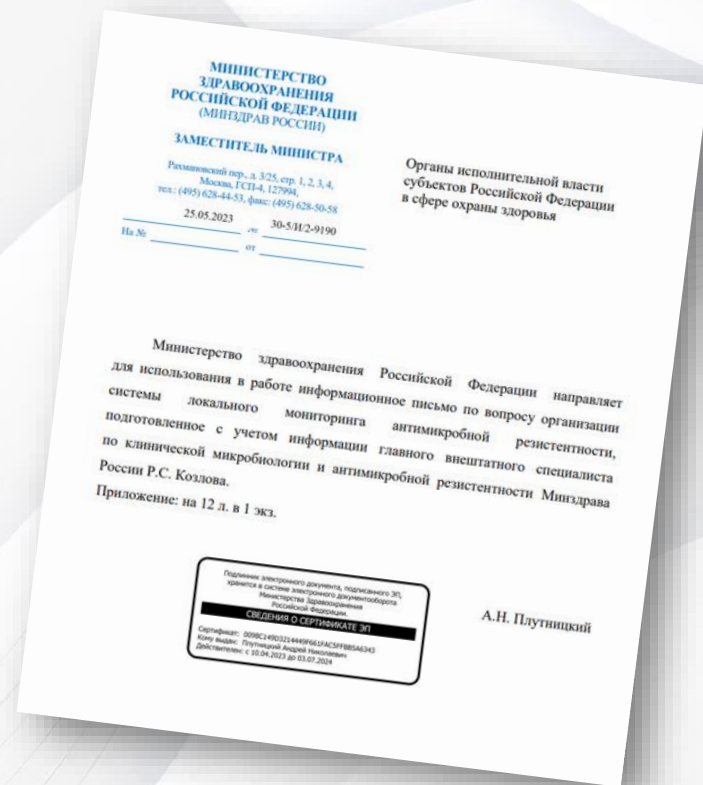 МИНИСТЕРСТВО
ЗДРАВООХРАНЕНИЯ
РОССИЙСКОЙ ФЕДЕРАЦИИ
(МИНЗДРАВ РОССИИ)
ЗАМЕСТИТЕЛЬ МИНИСТРА
Рахмановский пер., д. 3/25, стр. 1, 2, 3, 4,
Москва, ГСП-4, 127994,
тел.: (495) 628-44-53, факс: (495) 628-50-58
25.05.2023 № 30-5/И/2-9190
На № от
Органы исполнительной власти
субъектов Российской Федерации
в сфере охраны здоровья
Министерство здравоохранения Российской Федерации направляет
для использования в работе информационное письмо по вопросу организации
системы локального мониторинга антимикробной резистентности,
подготовленное с учетом информации главного внештатного специалиста
по клинической микробиологии и антимикробной резистентности Минздрава
России Р.С. Козлова.
Приложение: на 12 л. в 1 экз.
Подлинник электронного документа, подписанного ЭП,
хранится в системе электронного документооборота
Министерства Здравоохранения
Российской Федерации.
СВЕДЕНИЯ О СЕРТИФИКАТЕ ЭП
Сертификат:
Кому выдан: Плутницкий Андрей Николаевич
Действителен: с 10.04.2023 до 03.07.2024
А.Н. Плутницкий